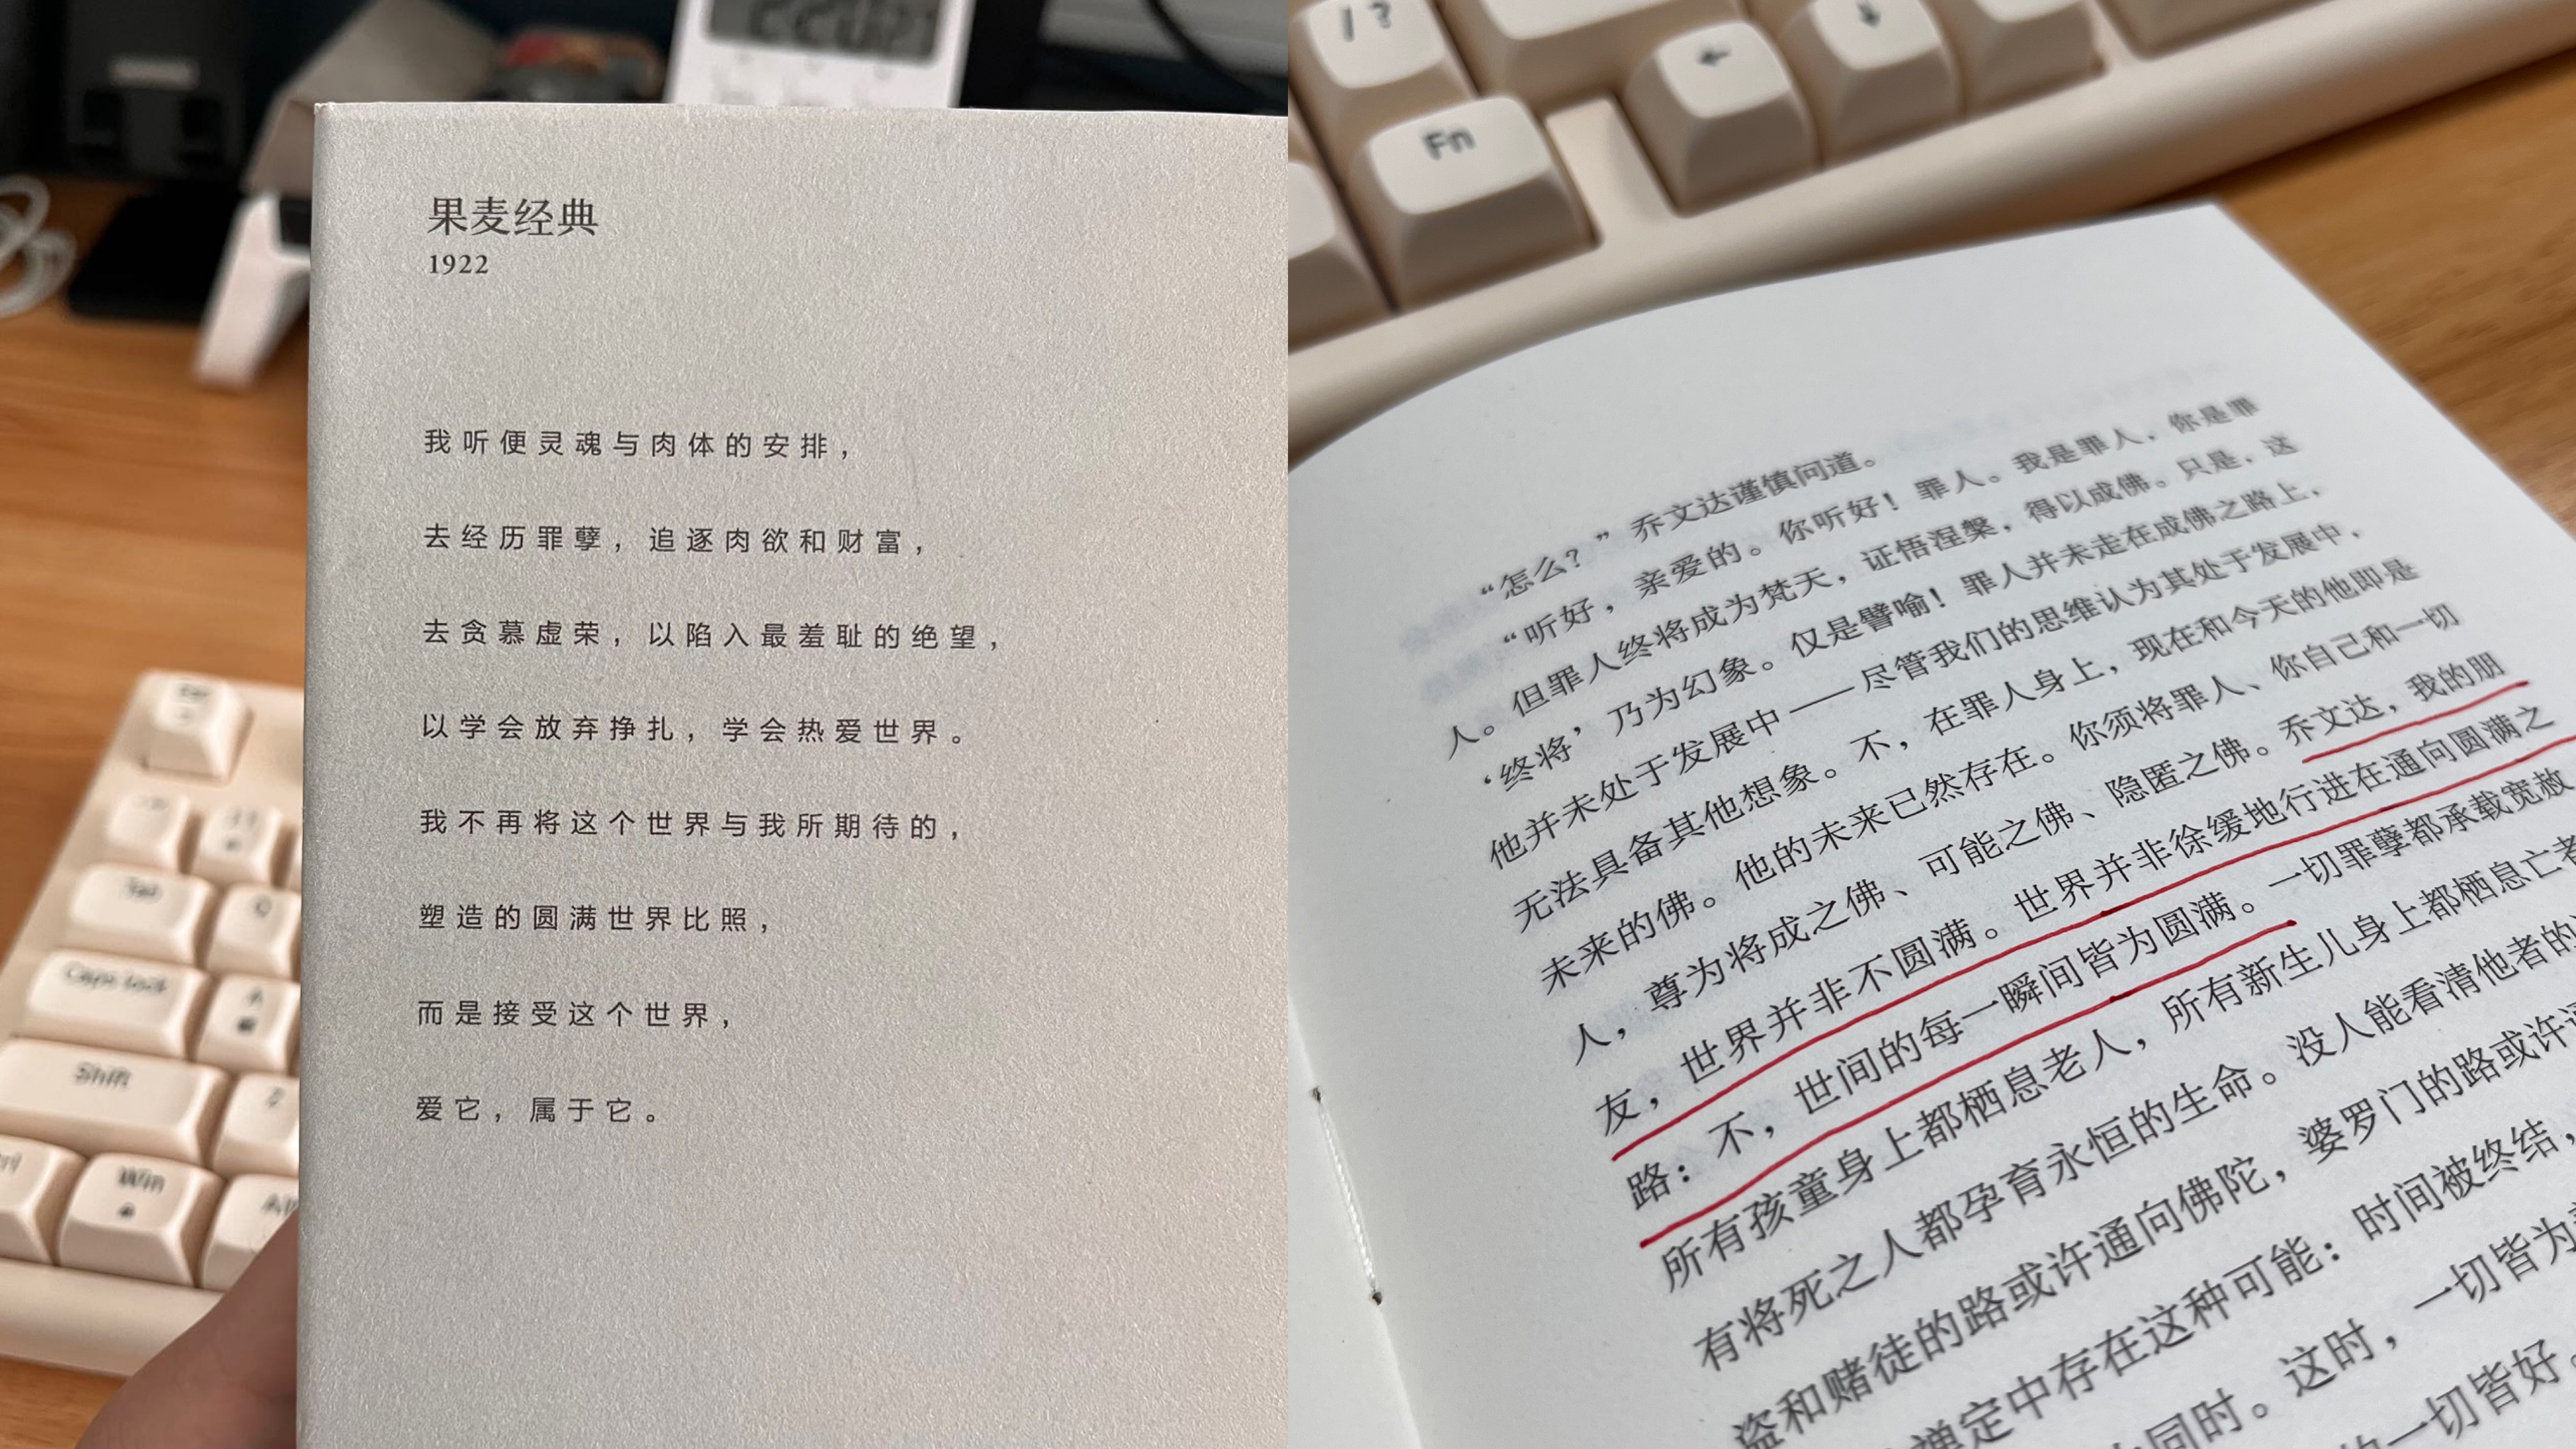 果麦经典
1922
我听便灵魂与肉体的安排，
去经历罪孽，追逐肉欲和财富，
去贪慕虚荣，以陷入最羞耻的绝望，
以学会放弃挣扎，学会热爱世界。
我不再将这个世界与我所期待的，
塑造的圆满世界比照，
而是接受这个世界，
爱它，属于它。
Tab
Q
Caps lock
A
Shift
Z
Win
Alt
| ?
←
Fn
“怎么？”乔文达谨慎问道。
“听好，亲爱的。你听好！罪人。我是罪人，你是罪
人。但罪人终将成为梵天，证悟涅槃，得以成佛。只是，这
‘终将’，乃为幻象。仅是譬喻！罪人并未走在成佛之路上，
他并未处于发展中——尽管我们的思维认为其处于发展中，
无法具备其他想象。不，在罪人身上，现在和今天的他即是
未来的佛。他的未来已然存在。你须将罪人、你自己和一切
人，尊为将成之佛、可能之佛、隐匿之佛。乔文达，我的朋
友，世界并非不圆满。世界并非徐缓地行进在通向圆满之
路：不，世间的每一瞬间皆为圆满。一切罪孽都承载宽赦
所有孩童身上都栖息老人，所有新生儿身上都栖息亡者
有将死之人都孕育永恒的生命。没人能看清他者的
盗和赌徒的路或许通向佛陀，婆罗门的路或许通
禅定中存在这种可能：时间被终结，
同时。这时，一切皆为
一切皆好。